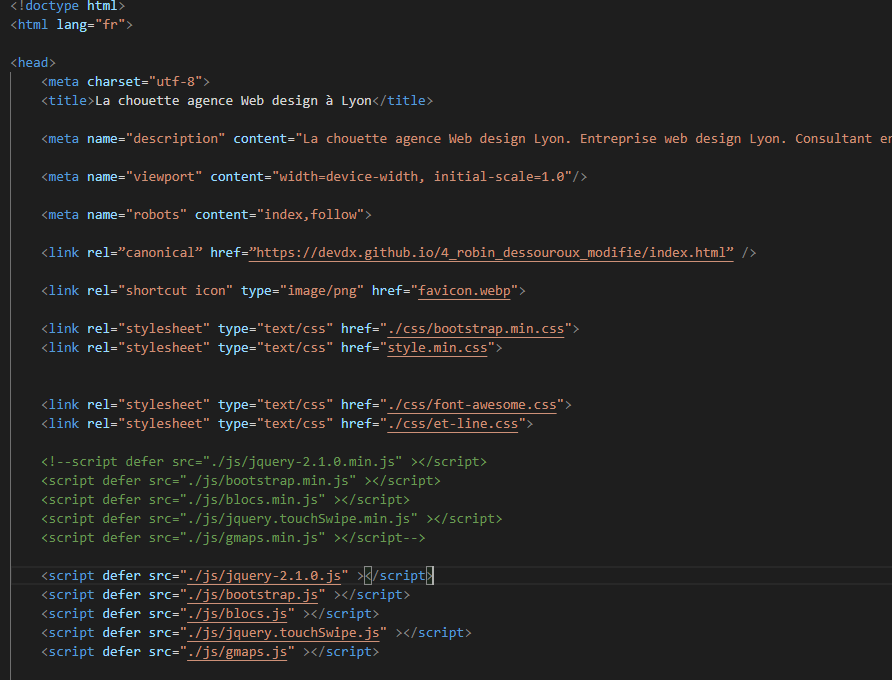 <!doctype html>
<html lang="fr">
<head>
<meta charset="utf-8">
<title>La chouette agence Web design à Lyon</title>
<meta name="description" content="La chouette agence Web design Lyon. Entreprise web design Lyon. Consultant en
<meta name="viewport" content="width=device-width, initial-scale=1.0"/>
<meta name="robots" content="index,follow">
<link rel=”canonical” href=”https://devdx.github.io/4_robin_dessouroux_modifie/index.html” />
<link rel="shortcut icon" type="image/png" href="favicon.webp">
<link rel="stylesheet" type="text/css" href="./css/bootstrap.min.css">
<link rel="stylesheet" type="text/css" href="style.min.css">
<link rel="stylesheet" type="text/css" href="./css/font-awesome.css">
<link rel="stylesheet" type="text/css" href="./css/et-line.css">
<!--script defer src="./js/jquery-2.1.0.min.js" ></script>
<script defer src="./js/bootstrap.min.js" ></script>
<script defer src="./js/blocs.min.js" ></script>
<script defer src="./js/jquery.touchSwipe.min.js" ></script>
<script defer src="./js/gmaps.min.js" ></script-->
<script defer src="./js/jquery-2.1.0.js" ></script>
<script defer src="./js/bootstrap.js" ></script>
<script defer src="./js/blocs.js" ></script>
<script defer src="./js/jquery.touchSwipe.js" ></script>
<script defer src="./js/gmaps.js" ></script>